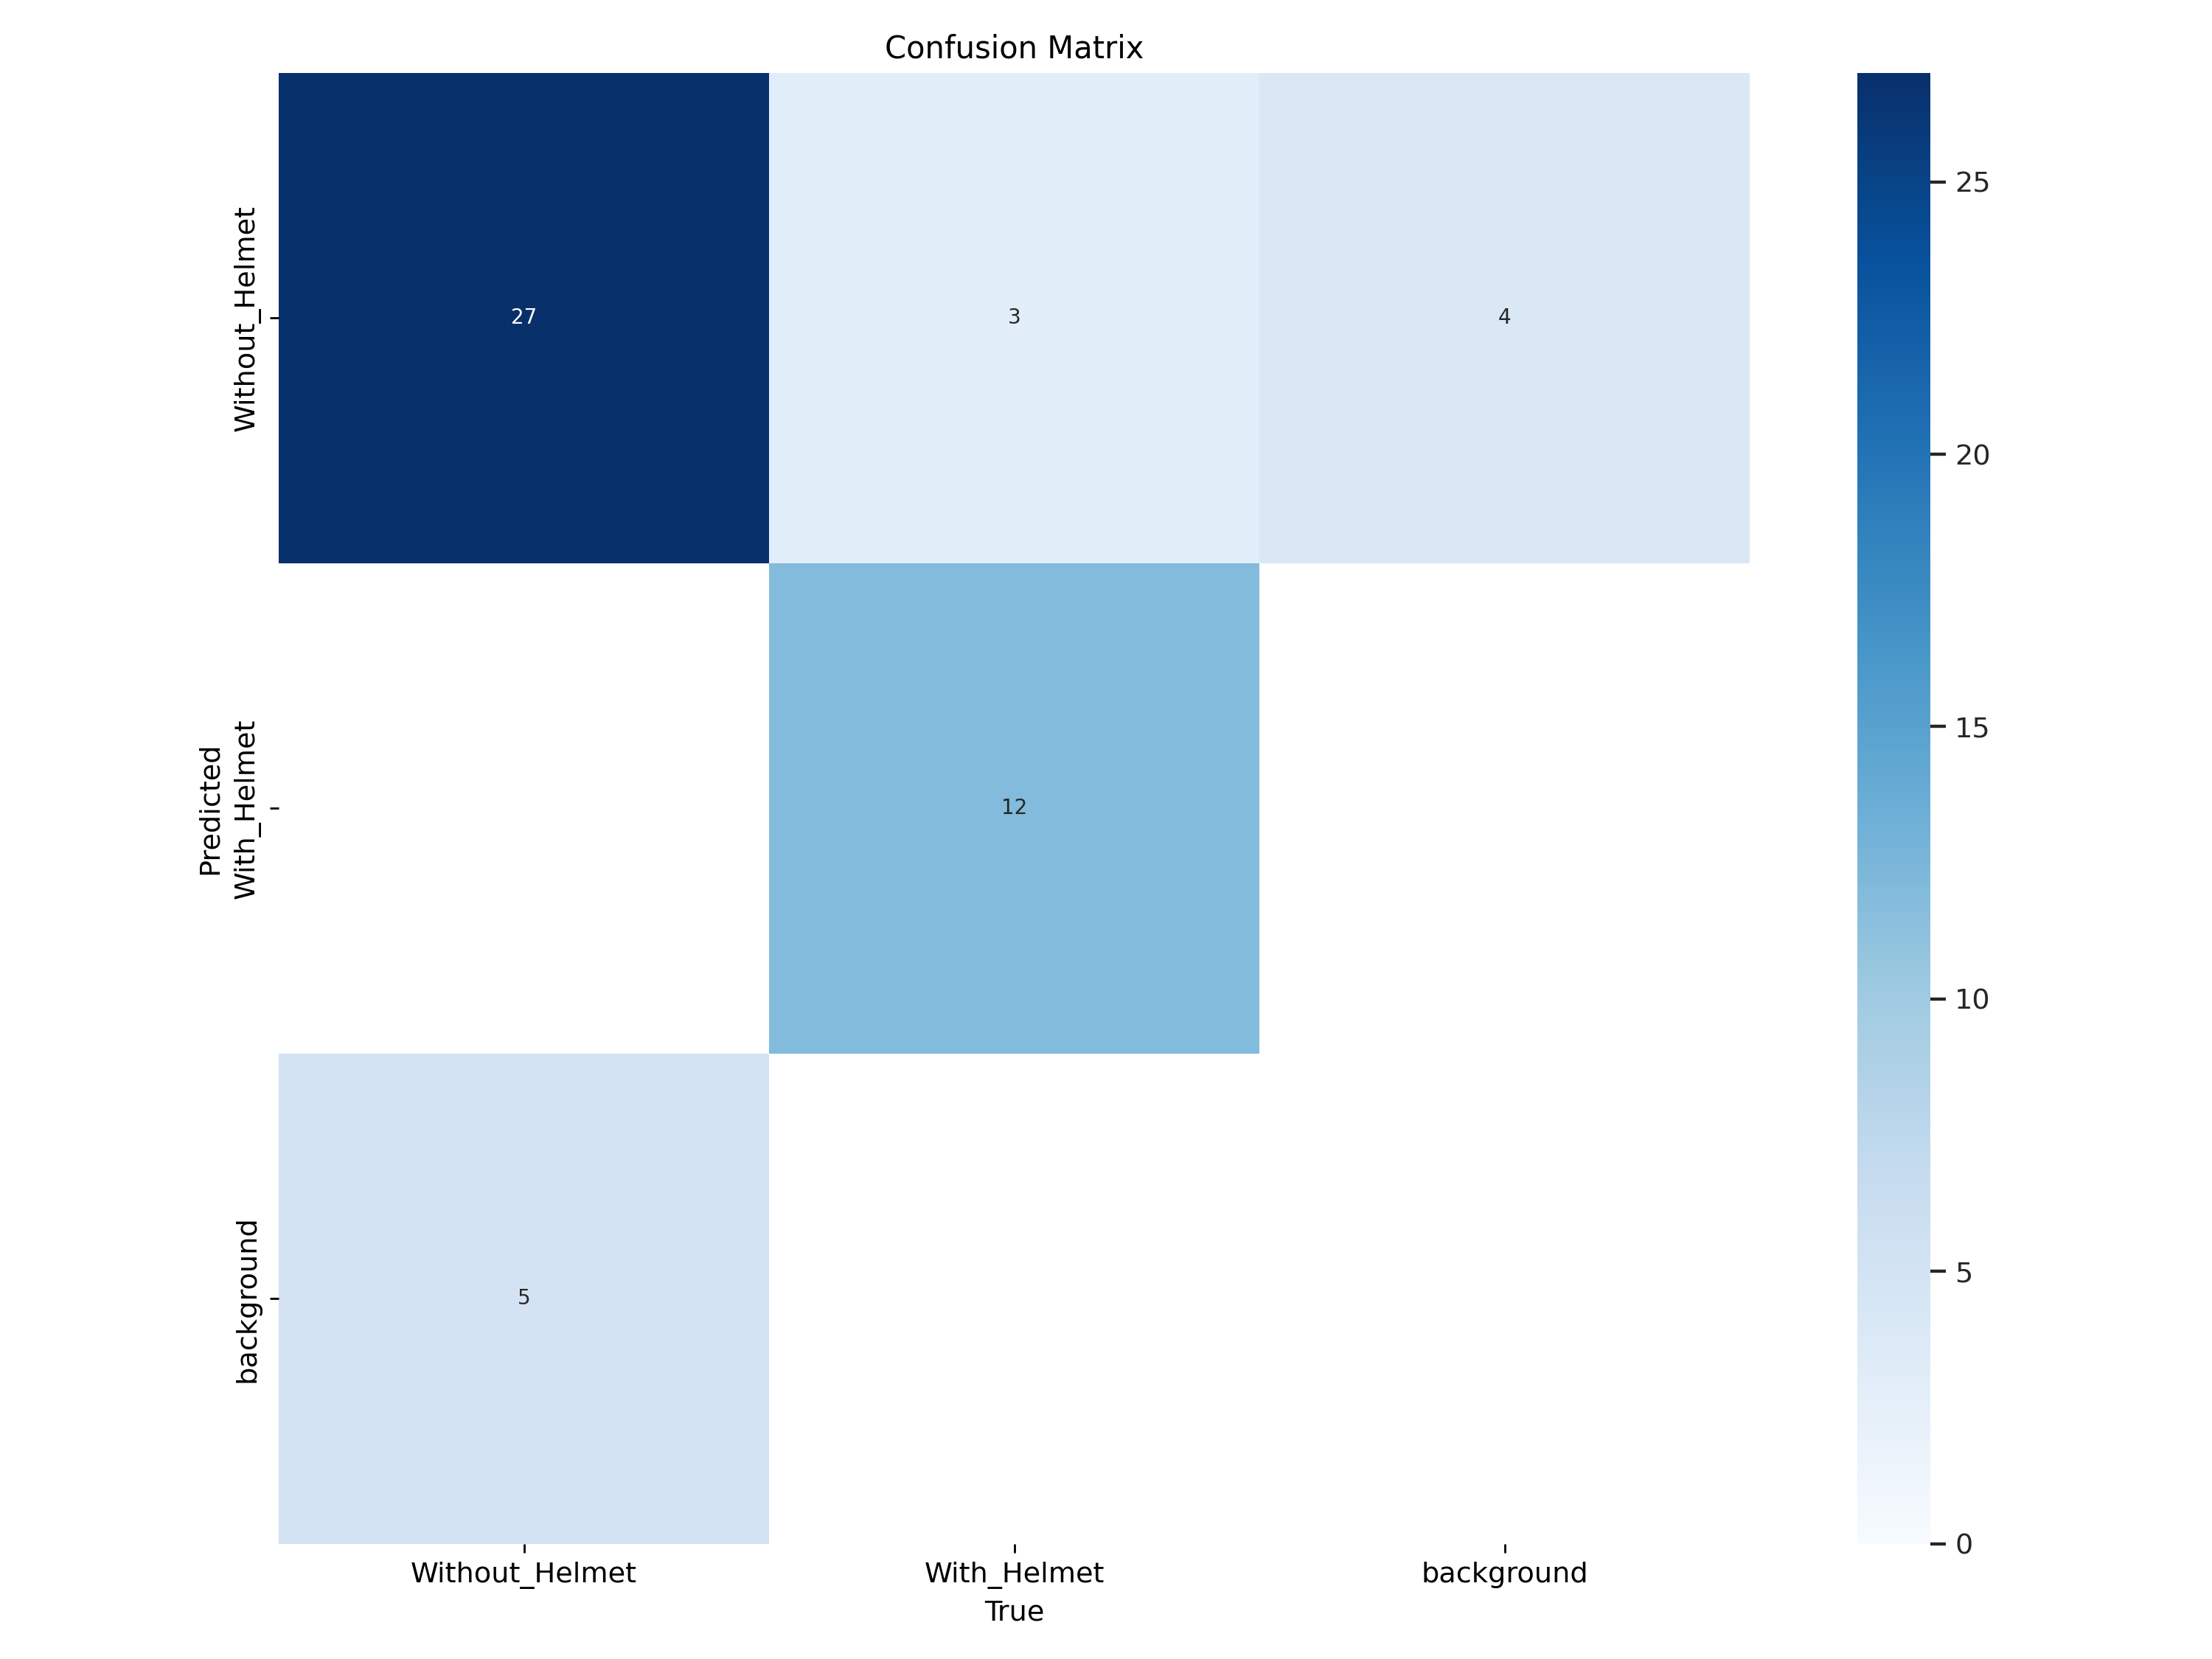 Confusion Matrix
Without_Helmet
27
3
4
Predicted
With_Helmet
12
background
5
Without_Helmet
With_Helmet
background
True
25
20
15
10
5
0